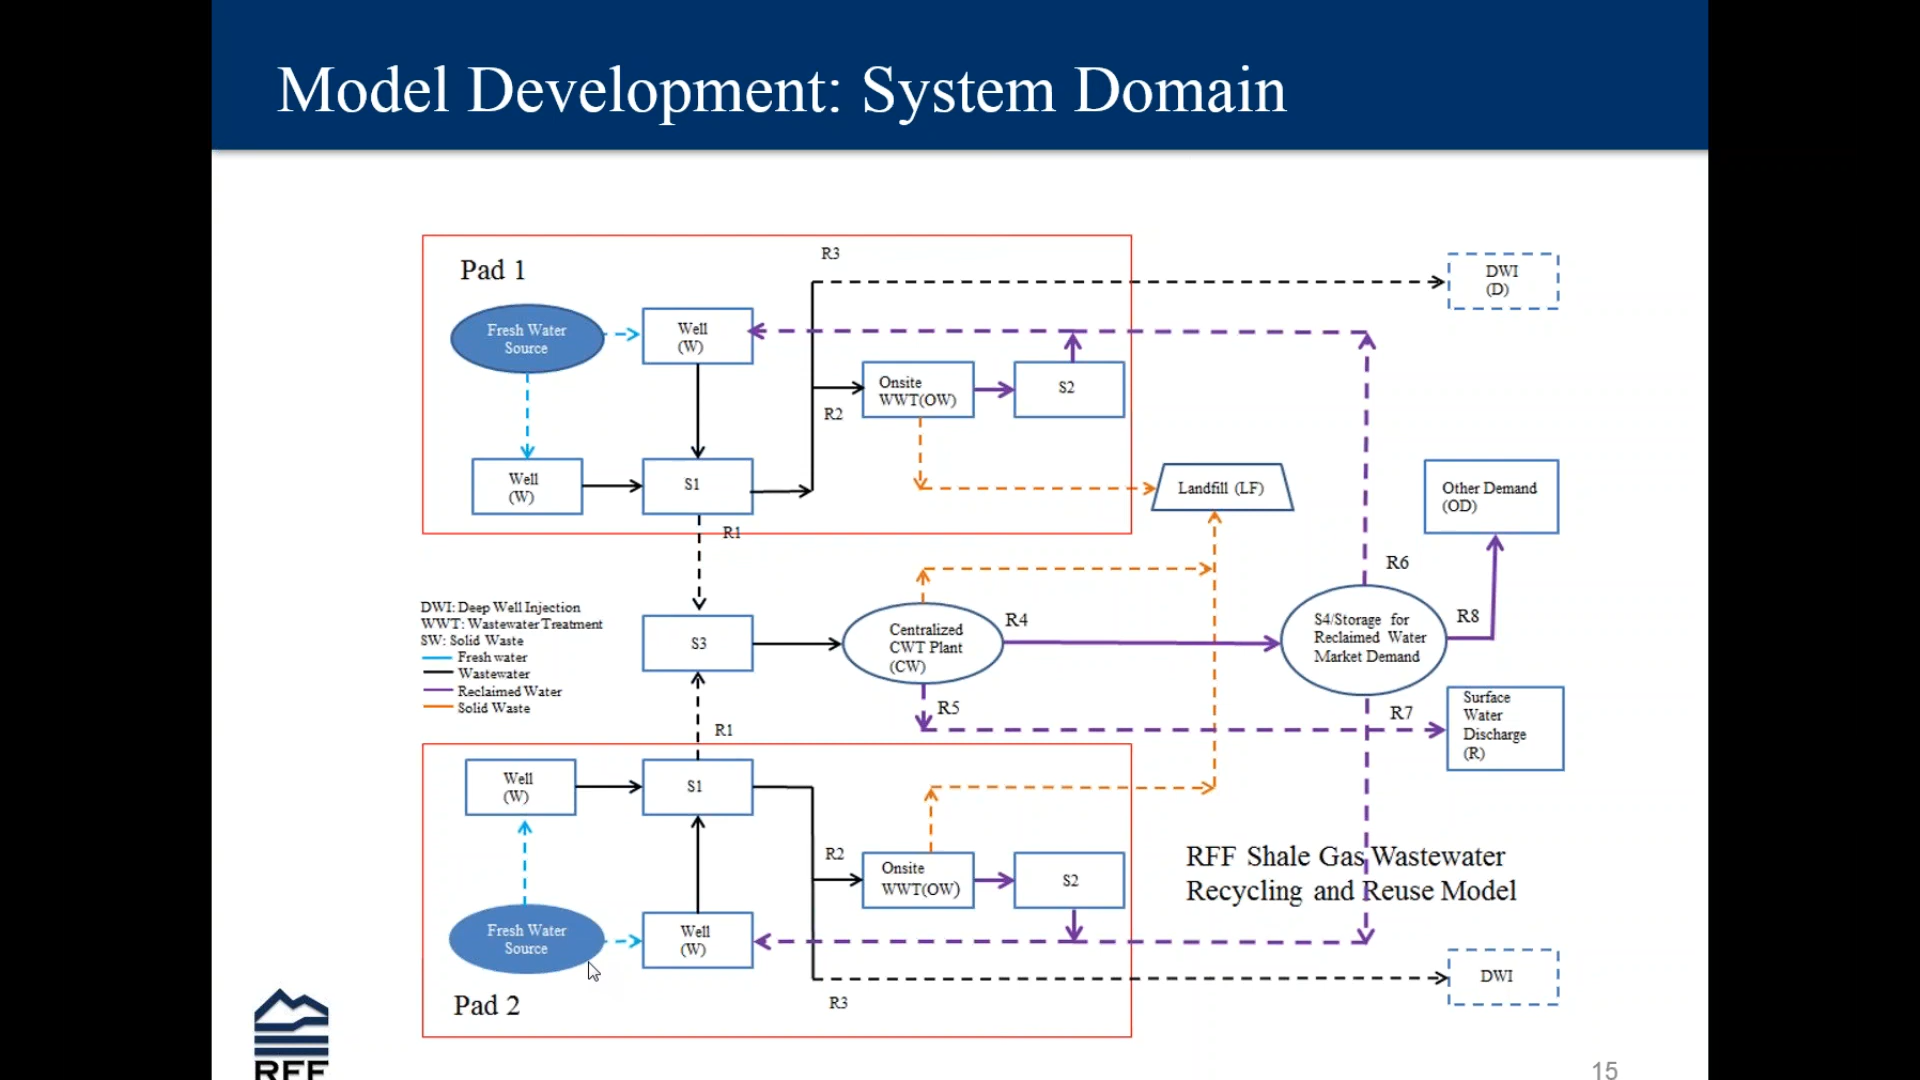 Model Development: System Domain
R3
Pad 1
DWI
(D)
Fresh Water
Source
Well
(W)
Onsite
WWT(OW)
S2
R2
Well
(W)
S1
Landfill (LF)
Other Demand
(OD)
R1
R6
DWI: Deep Well Injection
WWT: Wastewater Treatment
SW: Solid Waste
Fresh water
Wastewater
Reclaimed Water
Solid Waste
S3
Centralized
CWT Plant
(CW)
R4
S4/Storage for
Reclaimed Water
Market Demand
R8
R5
R7
Surface
Water
Discharge
(R)
R1
Well
(W)
S1
R2
Onsite
WWT(OW)
S2
RFF Shale Gas Wastewater
Recycling and Reuse Model
Fresh Water
Source
Well
(W)
DWI
Pad 2
R3
RFF
15